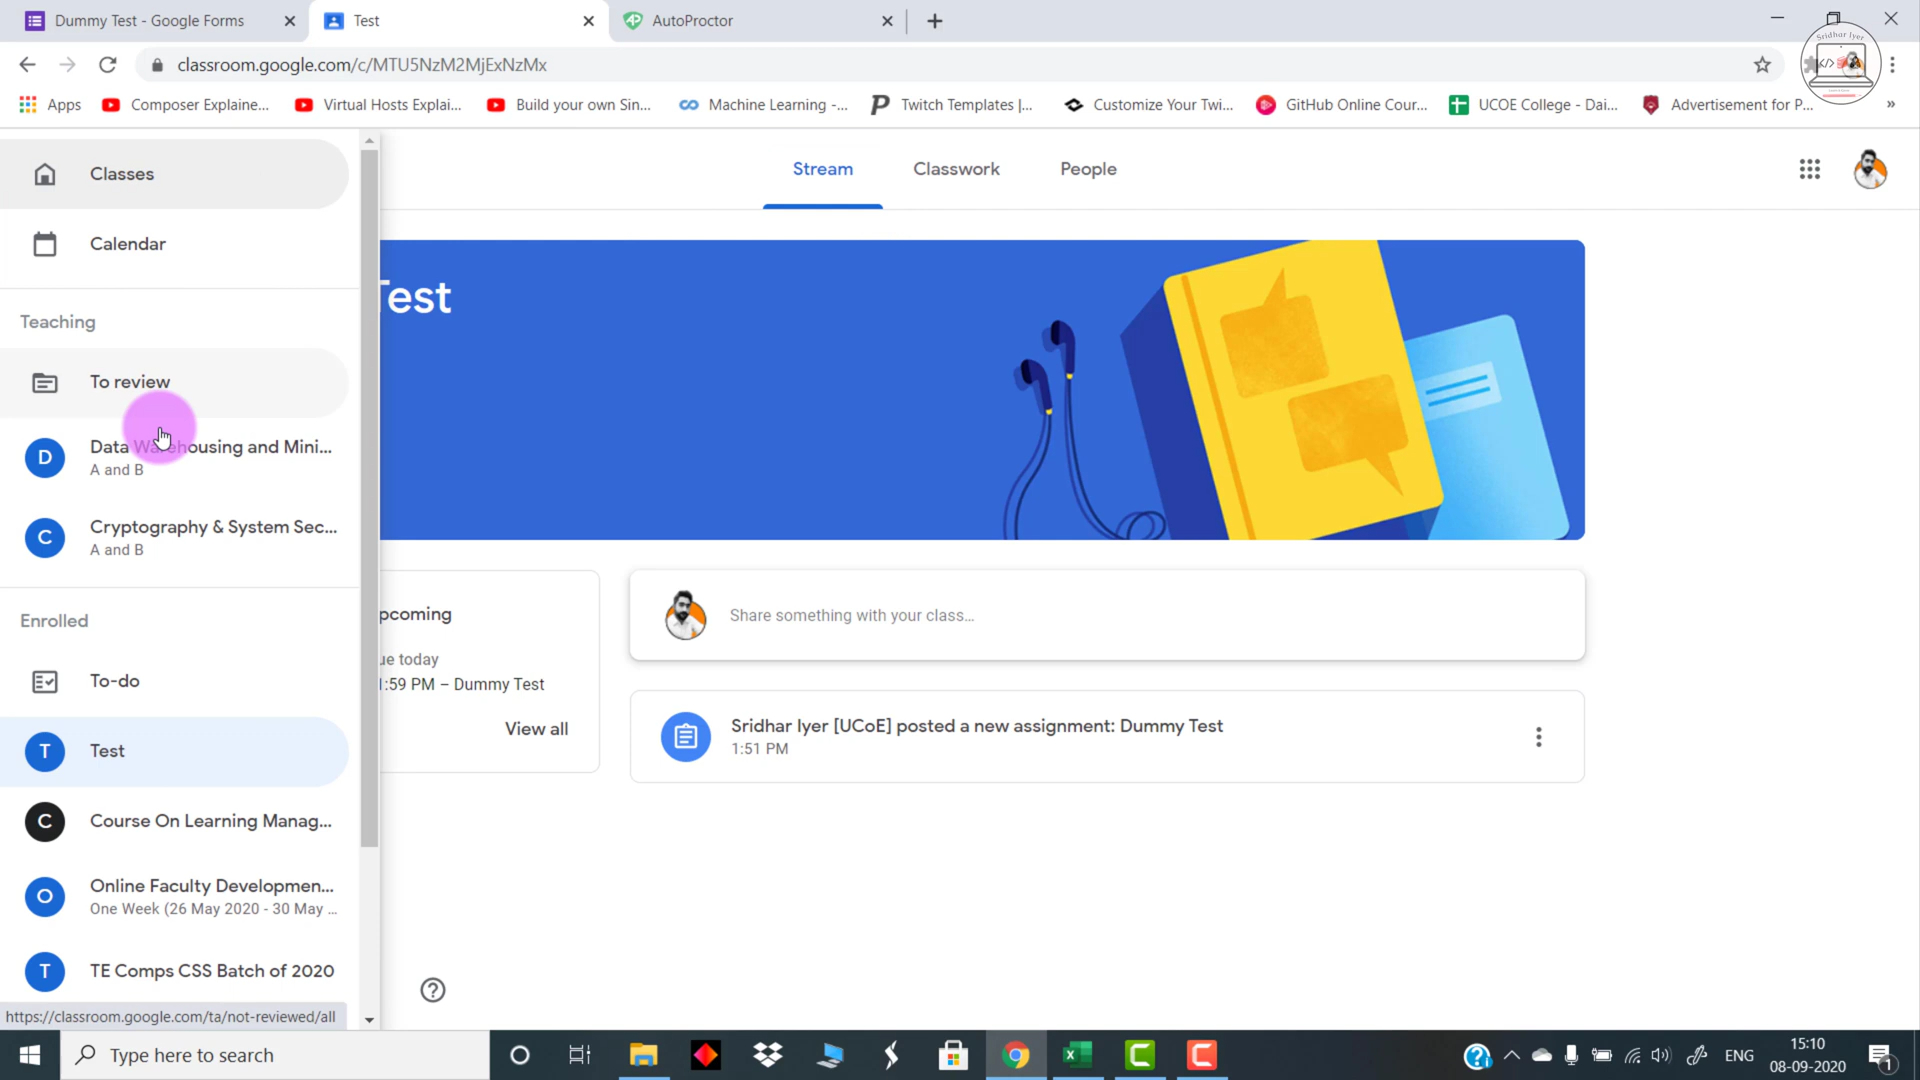 Dummy Test - Google Forms
Test
AutoProctor
classroom.google.com/c/MTU5NzM2MjExNzMx
Sridhar Iyer
Apps
Composer Explaine...
Virtual Hosts Explai...
Build your own Sin...
Machine Learning -...
Twitch Templates |...
Customize Your Twi...
GitHub Online Cour...
UCOE College - Dai...
Advertisement for P...
»
Classes
Stream
Classwork
People
Calendar
Teaching
Test
To review
D
Data Warehousing and Mini...
A and B
C
Cryptography & System Sec...
A and B
Enrolled
pcoming
ue today
1:59 PM – Dummy Test
View all
Share something with your class...
Sridhar Iyer [UCoE] posted a new assignment: Dummy Test
1:51 PM
To-do
T
Test
C
Course On Learning Manag...
O
Online Faculty Developmen...
One Week (26 May 2020 - 30 May ...
T
TE Comps CSS Batch of 2020
https://classroom.google.com/ta/not-reviewed/all
Type here to search
ENG
15:10
08-09-2020
1